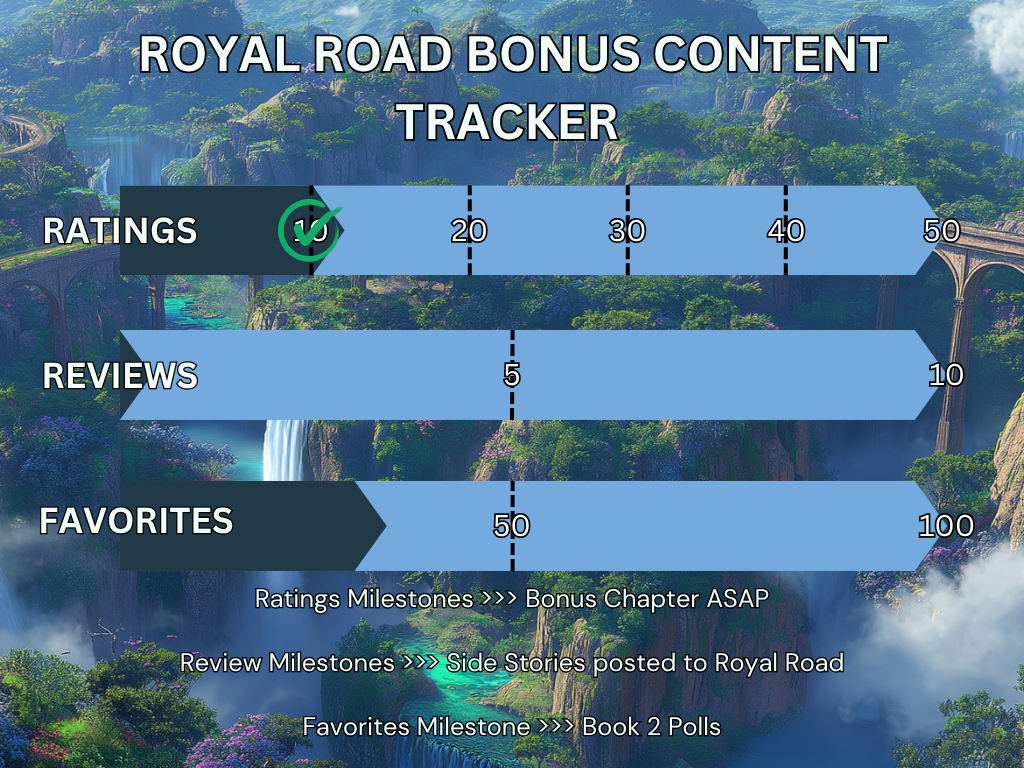 ROYAL ROAD BONUS CONTENT
TRACKER
RATINGS 10 20 30 40 50
REVIEWS 5 10
FAVORITES 50 100
Ratings Milestones >>> Bonus Chapter ASAP
Review Milestones >>> Side Stories posted to Royal Road
Favorites Milestone >>> Book 2 Polls